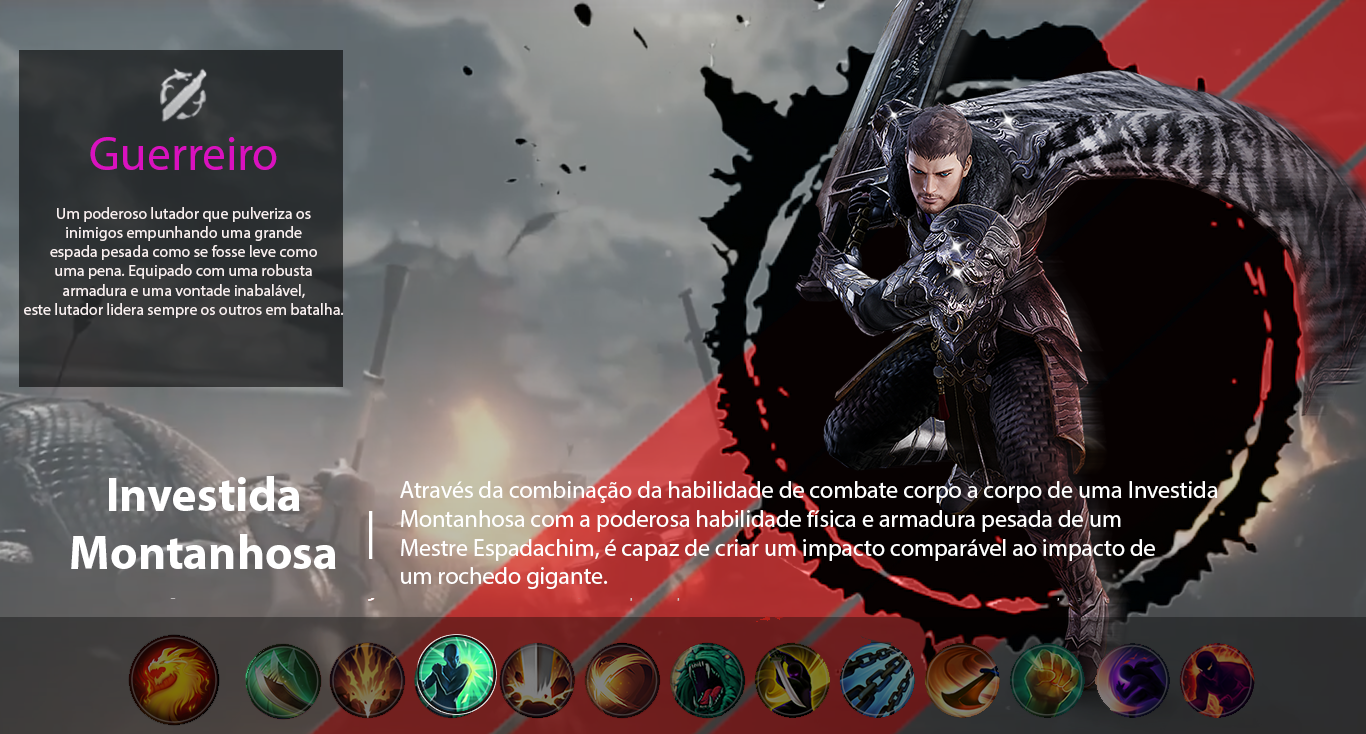 Guerreiro
Um poderoso lutador que pulveriza os
inimigos empunhando uma grande
espada pesada como se fosse leve como
uma pena. Equipado com uma robusta
armadura e uma vontade inabalável,
este lutador lidera sempre os outros em batalha.
Investida
Montanhosa
Através da combinação da habilidade de combate corpo a corpo de uma Investida
Montanhosa com a poderosa habilidade física e armadura pesada de um
Mestre Espadachim, é capaz de criar um impacto comparável ao impacto de
um rochedo gigante.